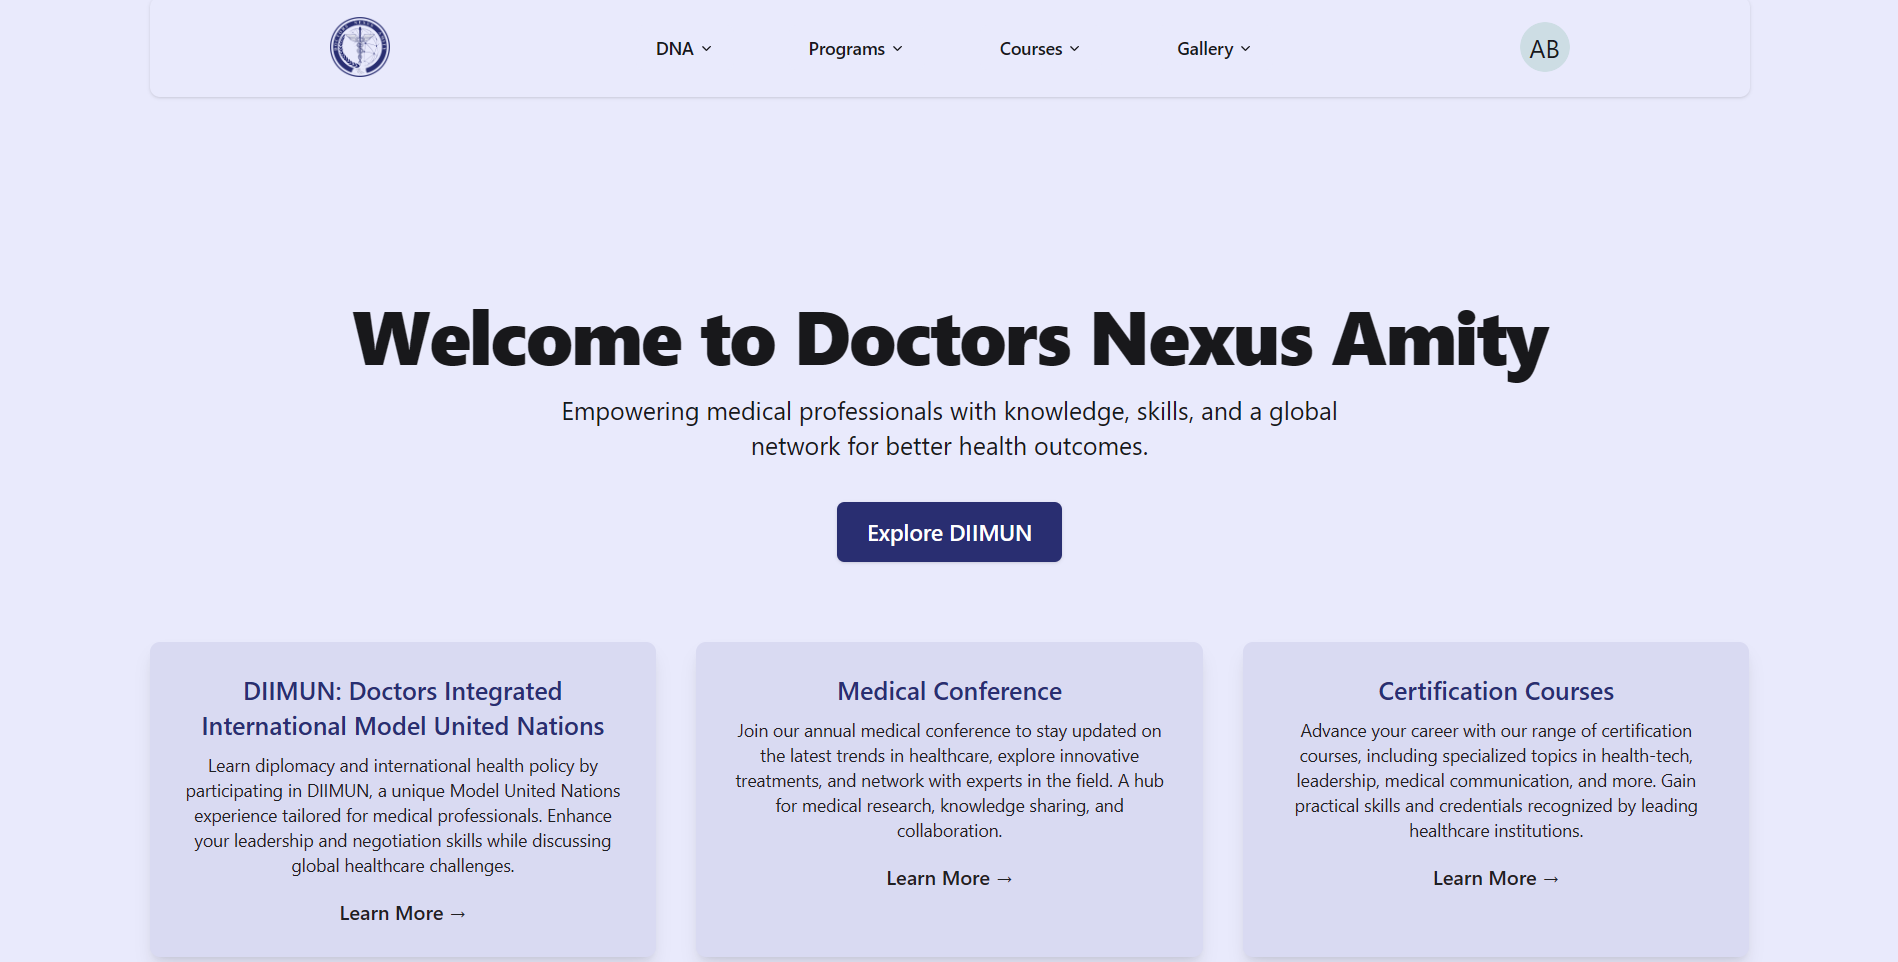 DNA
Programs
Courses
Gallery
AB
Welcome to Doctors Nexus Amity
Empowering medical professionals with knowledge, skills, and a global
network for better health outcomes.
Explore DIIMUN
DIIMUN: Doctors Integrated
International Model United Nations
Learn diplomacy and international health policy by
participating in DIIMUN, a unique Model United Nations
experience tailored for medical professionals. Enhance
your leadership and negotiation skills while discussing
global healthcare challenges.
Learn More →
Medical Conference
Join our annual medical conference to stay updated on
the latest trends in healthcare, explore innovative
treatments, and network with experts in the field. A hub
for medical research, knowledge sharing, and
collaboration.
Learn More →
Certification Courses
Advance your career with our range of certification
courses, including specialized topics in health-tech,
leadership, medical communication, and more. Gain
practical skills and credentials recognized by leading
healthcare institutions.
Learn More →